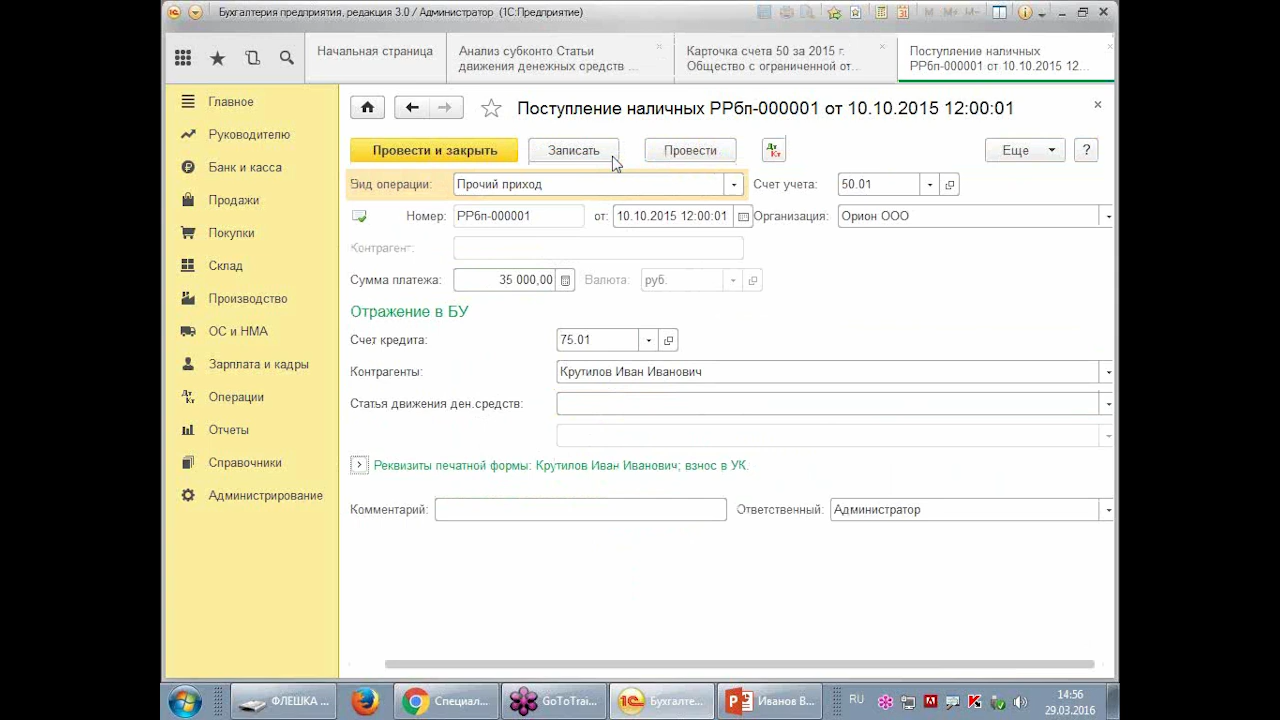 Бухгалтерия предприятия, редакция 3.0 / Администратор (1С:Предприятие)
M M+ M-
Начальная страница
Анализ субконто Статьи
движения денежных средств ...
Карточка счета 50 за 2015 г.
Общество с ограниченной от...
Поступление наличных
РРбп-000001 от 10.10.2015 12...
Главное
Руководителю
Банк и касса
Продажи
Покупки
Склад
Производство
ОС и НМА
Зарплата и кадры
Операции
Отчеты
Справочники
Администрирование
Поступление наличных РРбп-000001 от 10.10.2015 12:00:01
Провести и закрыть
Записать
Провести
Дт Кт
Еще
?
Вид операции: Прочий приход Счет учета: 50.01
Номер: РРбп-000001 от: 10.10.2015 12:00:01 Организация: Орион ООО
Контрагент:
Сумма платежа: 35 000,00 Валюта: руб.
Отражение в БУ
Счет кредита: 75.01
Контрагенты: Крутилов Иван Иванович
Статья движения ден.средств:
Реквизиты печатной формы: Крутилов Иван Иванович; взнос в УК.
Комментарий: Ответственный: Администратор
ФЛЕШКА ...
Специал...
GoToTrai...
Бухгалте...
Иванов В...
RU
14:56
29.03.2016